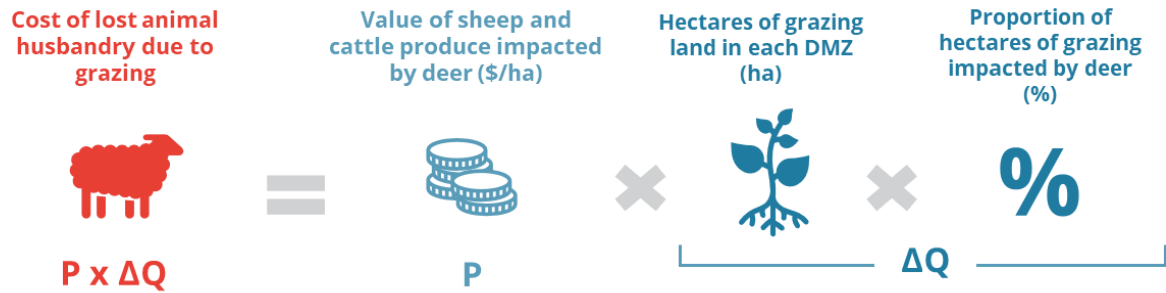 Cost of lost animal
husbandry due to
grazing
=
Value of sheep and
cattle produce impacted
by deer ($/ha)
×
Hectares of grazing
land in each DMZ
(ha)
×
Proportion of
hectares of grazing
impacted by deer
(%)
%
P x ΔQ
P
ΔQ